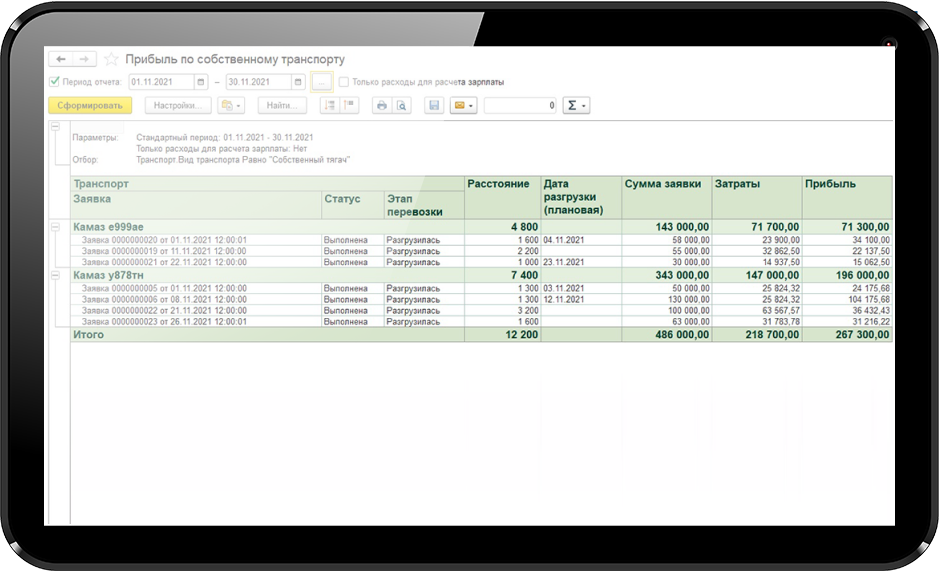 Прибыль по собственному транспорту
Период отчета: 01.11.2021 – 30.11.2021 ... Только расходы для расчета зарплаты
Сформировать Настройки... Найти... 0 Σ
Параметры: Стандартный период: 01.11.2021 - 30.11.2021
Только расходы для расчета зарплаты: Нет
Отбор: Транспорт.Вид транспорта Равно "Собственный тягач"
Транспорт Расстояние Дата разгрузки (плановая) Сумма заявки Затраты Прибыль
Заявка Статус Этап перевозки
Камаз е999ае 4 800 143 000,00 71 700,00 71 300,00
Заявка 0000000020 от 01.11.2021 12:00:01 Выполнена Разгрузилась 1 600 04.11.2021 58 000,00 23 900,00 34 100,00
Заявка 0000000019 от 11.11.2021 12:00:00 Выполнена Разгрузилась 2 200 55 000,00 32 862,50 22 137,50
Заявка 0000000021 от 22.11.2021 12:00:00 Выполнена Разгрузилась 1 000 23.11.2021 30 000,00 14 937,50 15 062,50
Камаз у878тн 7 400 343 000,00 147 000,00 196 000,00
Заявка 0000000005 от 01.11.2021 12:00:00 Выполнена Разгрузилась 1 300 03.11.2021 50 000,00 25 824,32 24 175,68
Заявка 0000000006 от 08.11.2021 12:00:00 Выполнена Разгрузилась 1 300 12.11.2021 130 000,00 25 824,32 104 175,68
Заявка 0000000022 от 21.11.2021 12:00:00 Выполнена Разгрузилась 3 200 100 000,00 63 567,57 36 432,43
Заявка 0000000023 от 26.11.2021 12:00:01 Выполнена Разгрузилась 1 600 63 000,00 31 783,78 31 216,22
Итого 12 200 486 000,00 218 700,00 267 300,00